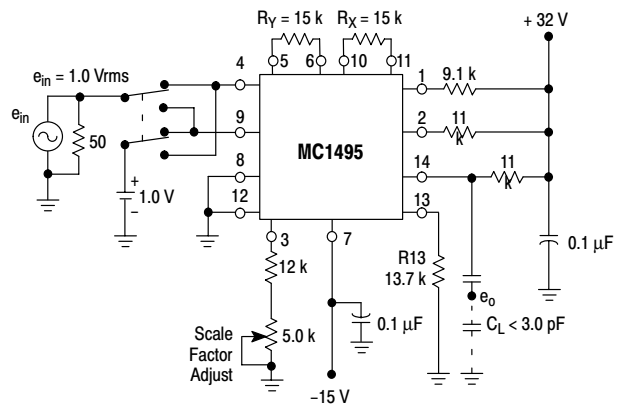 RY = 15 k
RX = 15 k
+ 32 V
ein = 1.0 Vrms
4
5
6
10
11
1
9.1 k
ein
50
9
2
11
k
MC1495
8
14
11
k
+
1.0 V
−
12
13
3
7
R13
13.7 k
0.1 µF
12 k
eo
Scale
Factor
Adjust
5.0 k
0.1 µF
CL < 3.0 pF
−15 V